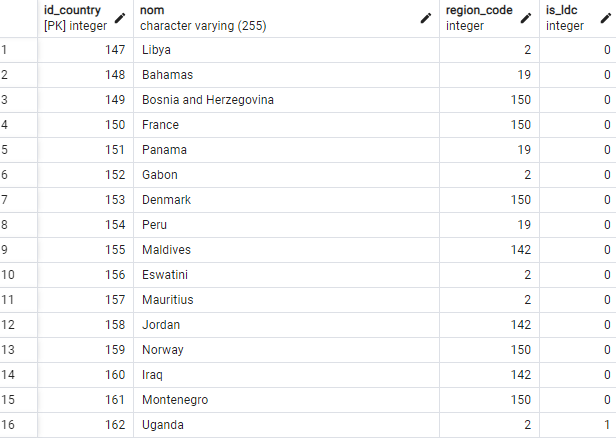 id_country nom region_code is_ldc
[PK] integer character varying (255) integer integer
1 147 Libya 2 0
2 148 Bahamas 19 0
3 149 Bosnia and Herzegovina 150 0
4 150 France 150 0
5 151 Panama 19 0
6 152 Gabon 2 0
7 153 Denmark 150 0
8 154 Peru 19 0
9 155 Maldives 142 0
10 156 Eswatini 2 0
11 157 Mauritius 2 0
12 158 Jordan 142 0
13 159 Norway 150 0
14 160 Iraq 142 0
15 161 Montenegro 150 0
16 162 Uganda 2 1